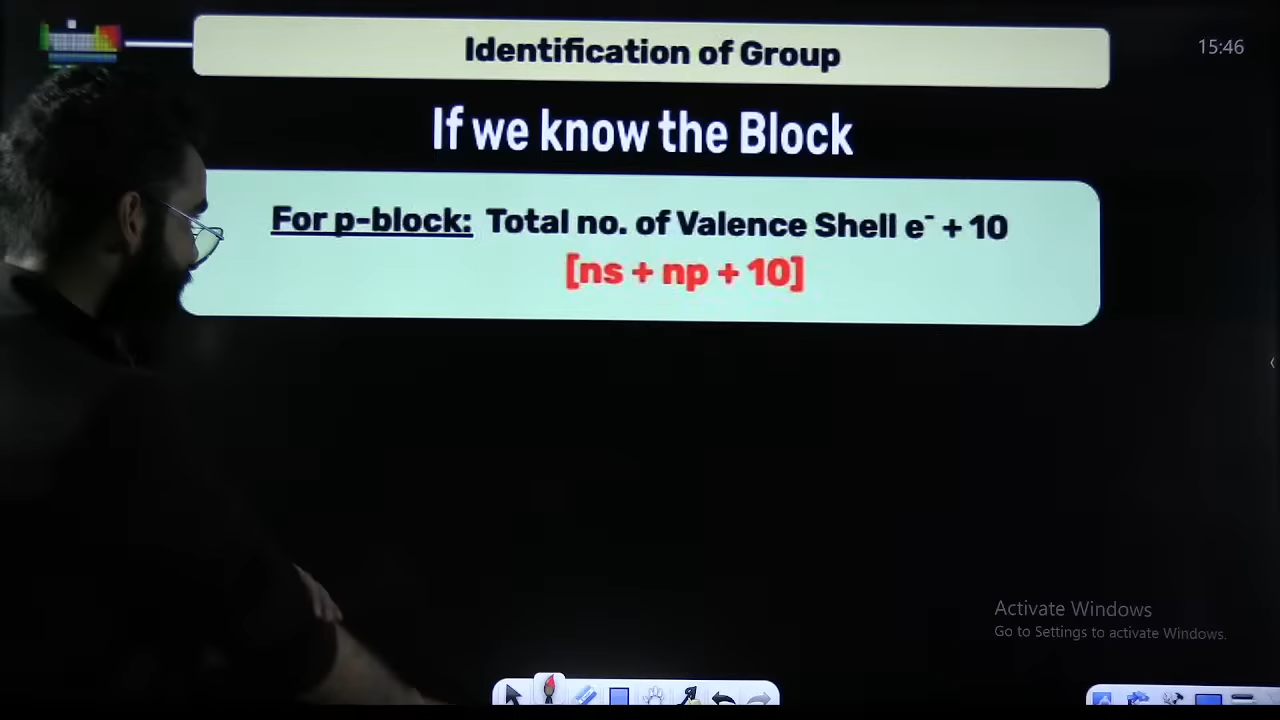 Identification of Group
15:46
If we know the Block
For p-block: Total no. of Valence Shell e⁻ + 10
[ns + np + 10]
Activate Windows
Go to Settings to activate Windows.